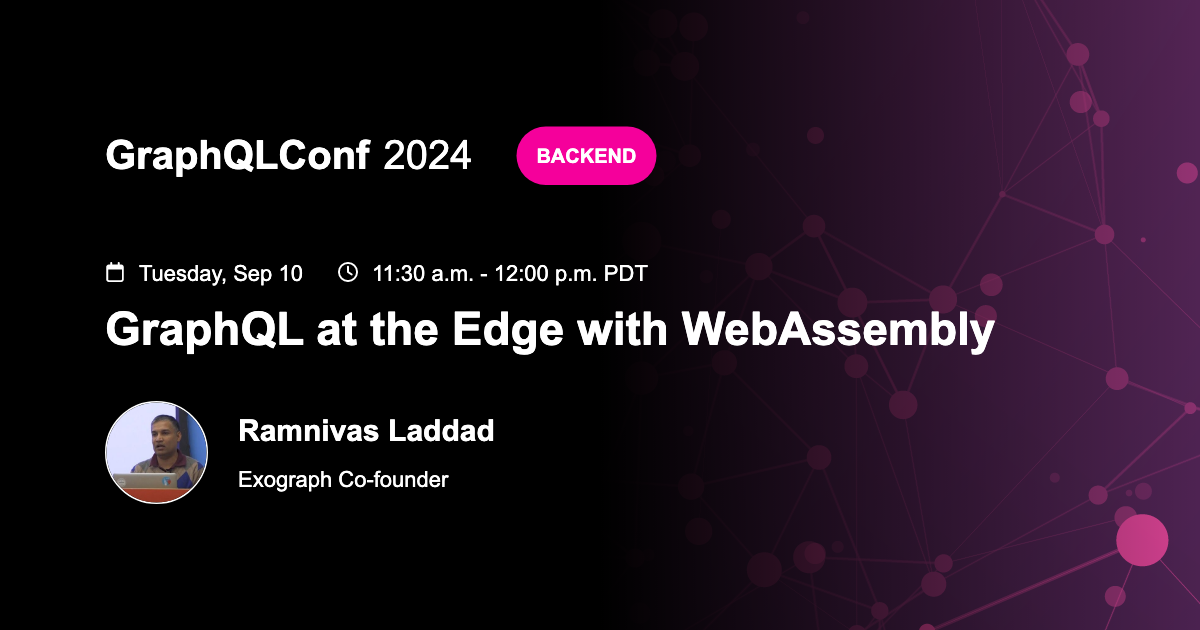 GraphQLConf 2024 BACKEND
Tuesday, Sep 10 11:30 a.m. - 12:00 p.m. PDT
GraphQL at the Edge with WebAssembly
Ramnivas Laddad
Exograph Co-founder